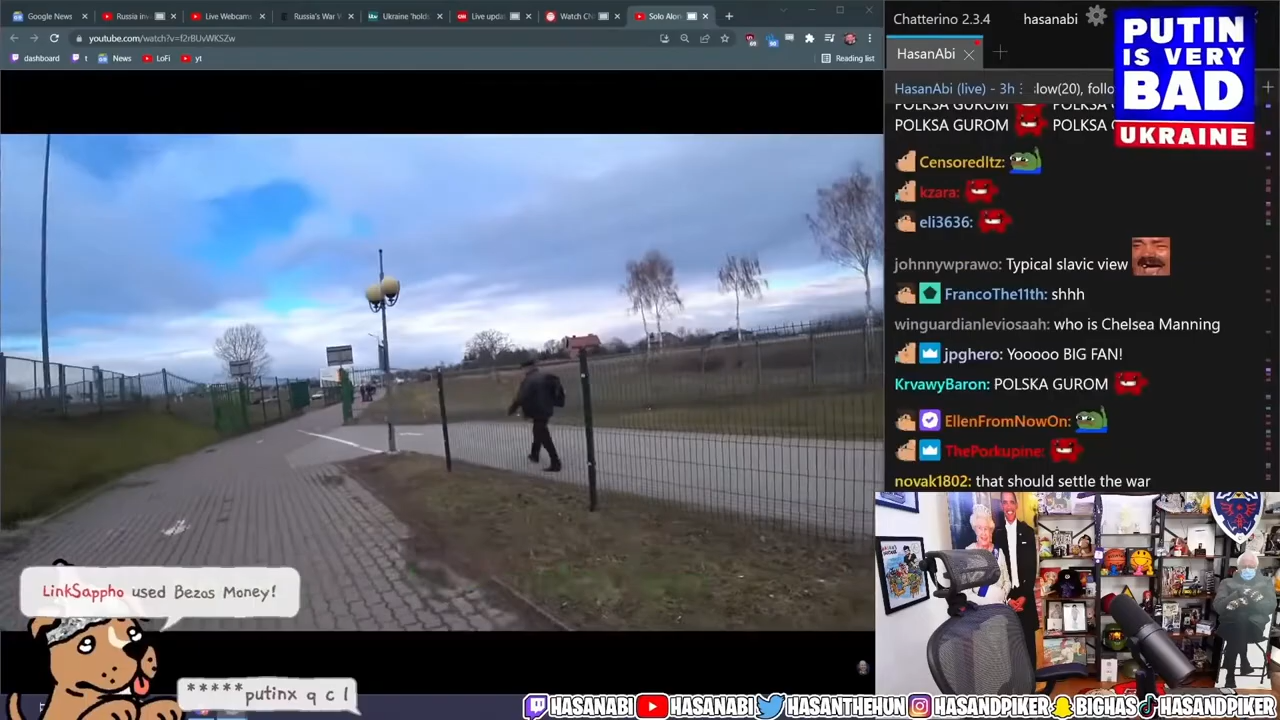 Google News
Russia inv
Live Webcam
Russia's War
Ukraine 'hold
Live updat
Watch CN
Solo Alon
youtube.com/watch?v=f2rBUvWKSZw
dashboard
t
News
LoFi
yt
Reading list
Chatterino 2.3.4
hasanabi
HasanAbi
HasanAbi (live) - 3h
low(20), follo
PUTIN
IS VERY
BAD
UKRAINE
POLKSA GUROM POLKSA
POLKSA GUROM POLKSA
CensoredItz:
kzara:
eli3636:
johnnywprawo: Typical slavic view
FrancoThe11th: shhh
winguardianleviosaah: who is Chelsea Manning
jpghero: Yooooo BIG FAN!
KrvawyBaron: POLSKA GUROM
EllenFromNowOn:
ThePorkupine:
novak1802: that should settle the war
LinkSappho used Bezos Money!
*****putinx q c l
HASANABI HASANABI HASANTHEHUN HASANDPIKER BIGHAS HASANDPIKER